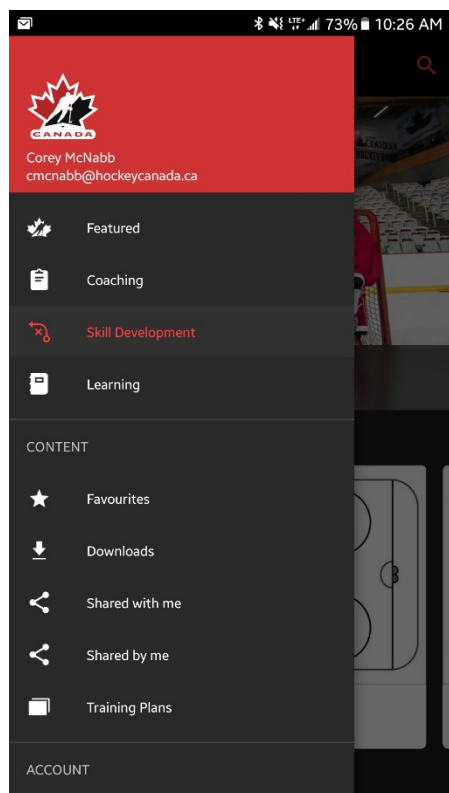 LTE+ 73% 10:26 AM
CANADA
Corey McNabb
cmcnabb@hockeycanada.ca
Featured
Coaching
Skill Development
Learning
CONTENT
Favourites
Downloads
Shared with me
Shared by me
Training Plans
ACCOUNT